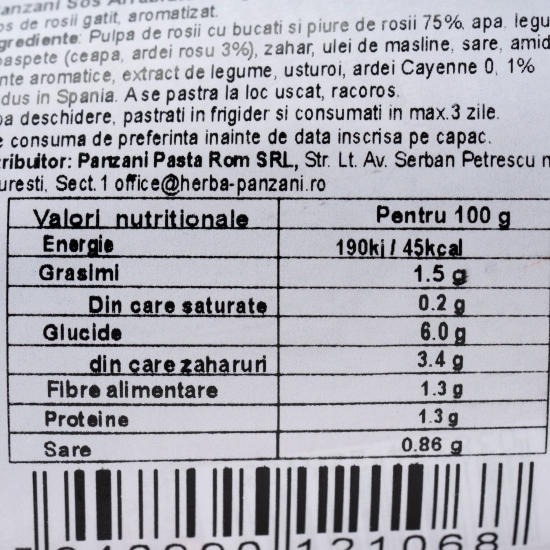 anzani Sos
os de rosii gatit, aromatizat.
grediente: Pulpa de rosii cu bucati si piure de rosii 75%, apa, legu
oaspete (ceapa, ardei rosu 3%), zahar, ulei de masline, sare, amid
nte aromatice, extract de legume, usturoi, ardei Cayenne 0, 1%
dus in Spania. A se pastra la loc uscat, racoros.
pa deschidere, pastrati in frigider si consumati in max.3 zile.
e consuma de preferinta inainte de data inscrisa pe capac.
ribuitor: Panzani Pasta Rom SRL, Str. Lt. Av. Serban Petrescu n
uresti, Sect. 1 office@herba-panzani.ro
Valori nutritionale Pentru 100 g
Energie 190kj / 45kcal
Grasimi 1.5 g
Din care saturate 0.2 g
Glucide 6.0 g
din care zaharuri 3.4 g
Fibre alimentare 1.3 g
Proteine 1.3 g
Sare 0.86 g
121068